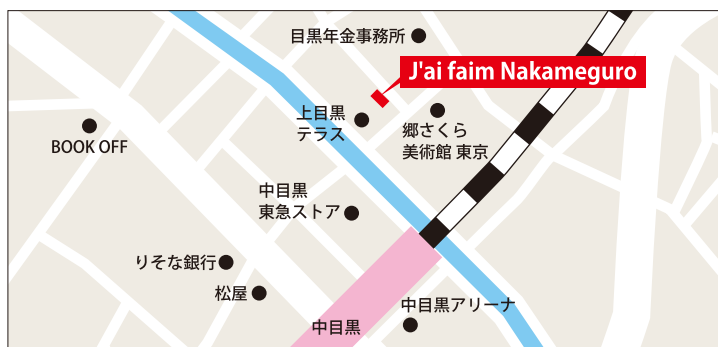 目黒年金事務所
J'ai faim Nakameguro
上目黒
テラス
郷さくら
美術館 東京
BOOK OFF
中目黒
東急ストア
りそな銀行
松屋
中目黒アリーナ
中目黒